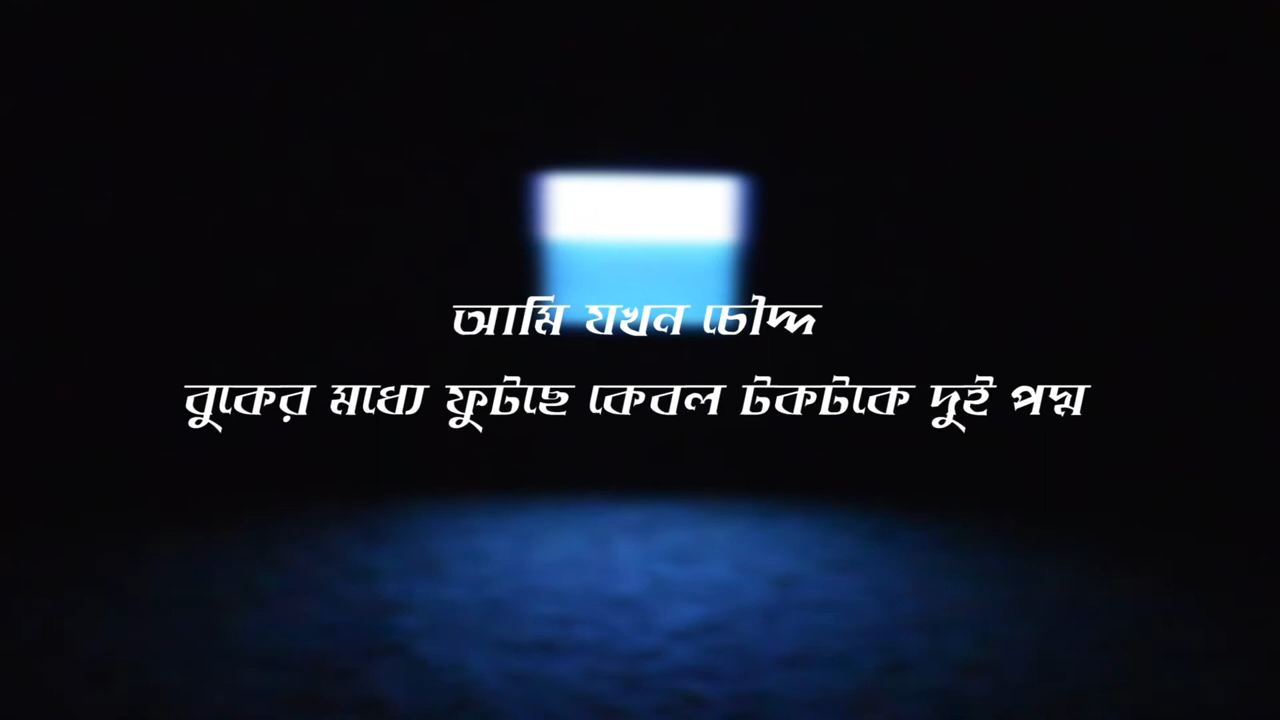 আমি যখন চৌদ্দ
বুকের মধ্যে ফুটছে কেবল টকটকে দুই পদ্ম